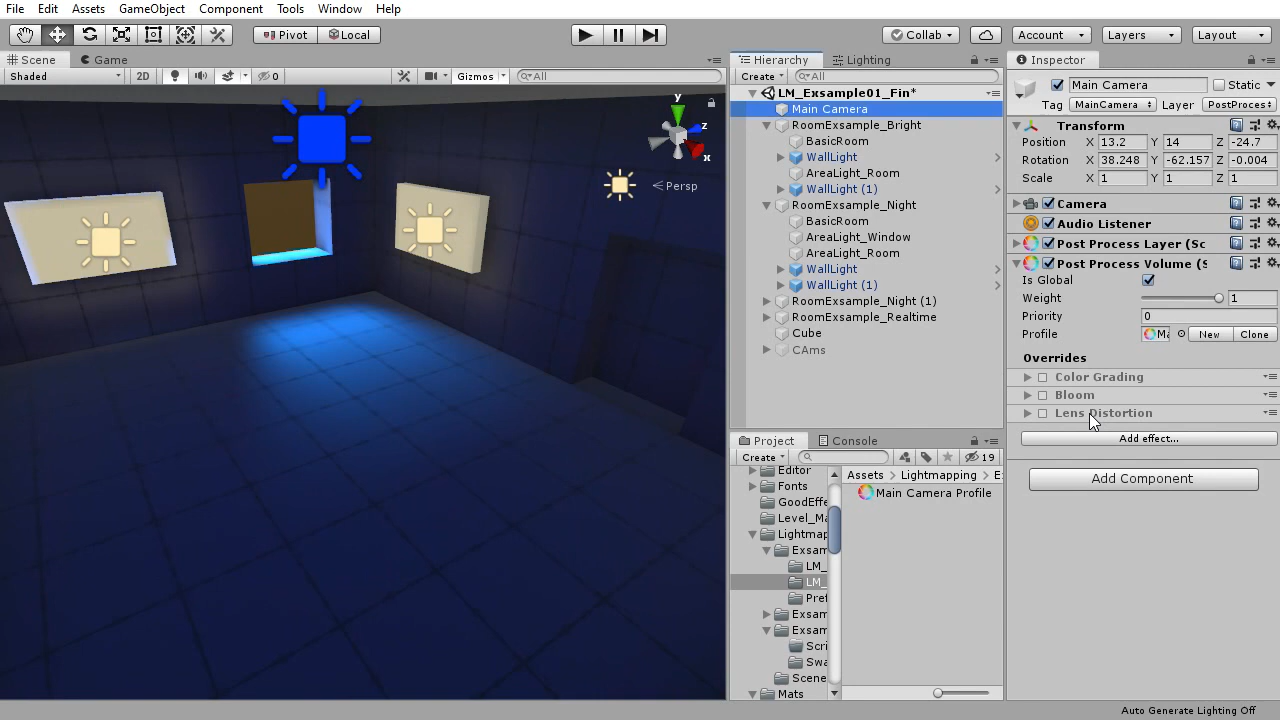 File Edit Assets GameObject Component Tools Window Help
Pivot Local Collab Account Layers Layout
Scene Game
Shaded 2D 0 Gizmos All
y
z
x
Persp
Hierarchy Lighting
Create All
LM_Exsample01_Fin*
Main Camera
RoomExsample_Bright
BasicRoom
WallLight
AreaLight_Room
WallLight (1)
RoomExsample_Night
BasicRoom
AreaLight_Window
AreaLight_Room
WallLight
WallLight (1)
RoomExsample_Night (1)
RoomExsample_Realtime
Cube
CAms
Project Console
Create 19
Editor
Fonts
GoodEffe
Level_Ma
Lightmap
Exsam
LM_
LM_
Pref
Exsam
Exsam
Scri
Swa
Scene
Mats
Assets > Lightmapping > E
Main Camera Profile
Inspector
Main Camera Static
Tag MainCamera Layer PostProces
Transform
Position X 13.2 Y 14 Z -24.7
Rotation X 38.248 Y -62.157 Z -0.004
Scale X 1 Y 1 Z 1
Camera
Audio Listener
Post Process Layer (Sc
Post Process Volume (S
Is Global
Weight 1
Priority 0
Profile Ma New Clone
Overrides
Color Grading
Bloom
Lens Distortion
Add effect...
Add Component
Auto Generate Lighting Off